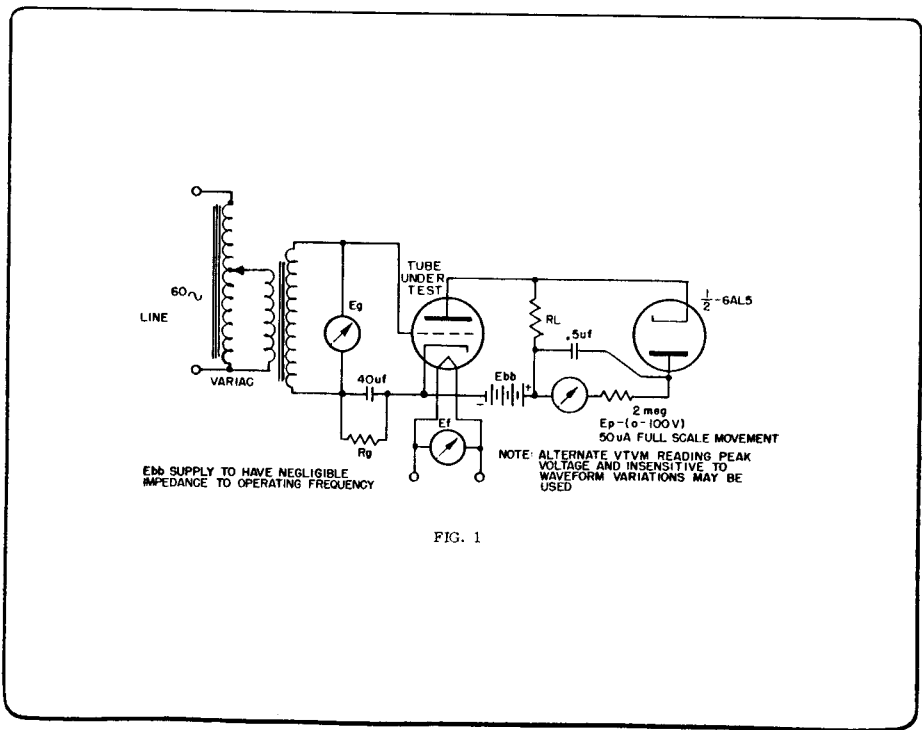 60~
LINE
VARIAC
Eg
40uf
Rg
TUBE
UNDER
TEST
Ef
RL
.5uf
Ebb
- +
1/2-6AL5
2 meg
Ep-(0-100V)
50uA FULL SCALE MOVEMENT
NOTE: ALTERNATE VTVM READING PEAK
VOLTAGE AND INSENSITIVE TO
WAVEFORM VARIATIONS MAY BE
USED
Ebb SUPPLY TO HAVE NEGLIGIBLE
IMPEDANCE TO OPERATING FREQUENCY
FIG. 1